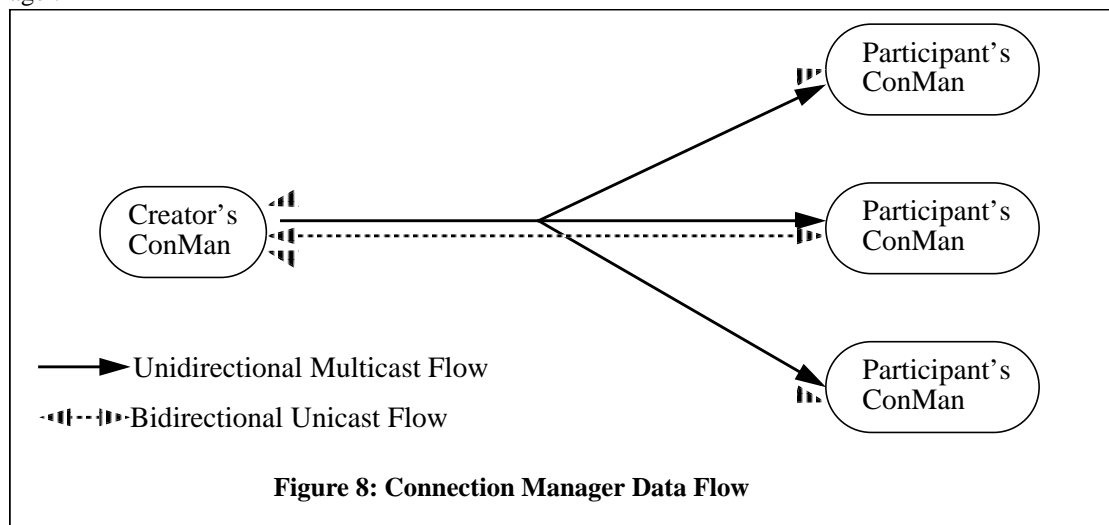 Participant's
ConMan
Creator's
ConMan
Participant's
ConMan
Participant's
ConMan
Unidirectional Multicast Flow
Bidirectional Unicast Flow
Figure 8: Connection Manager Data Flow